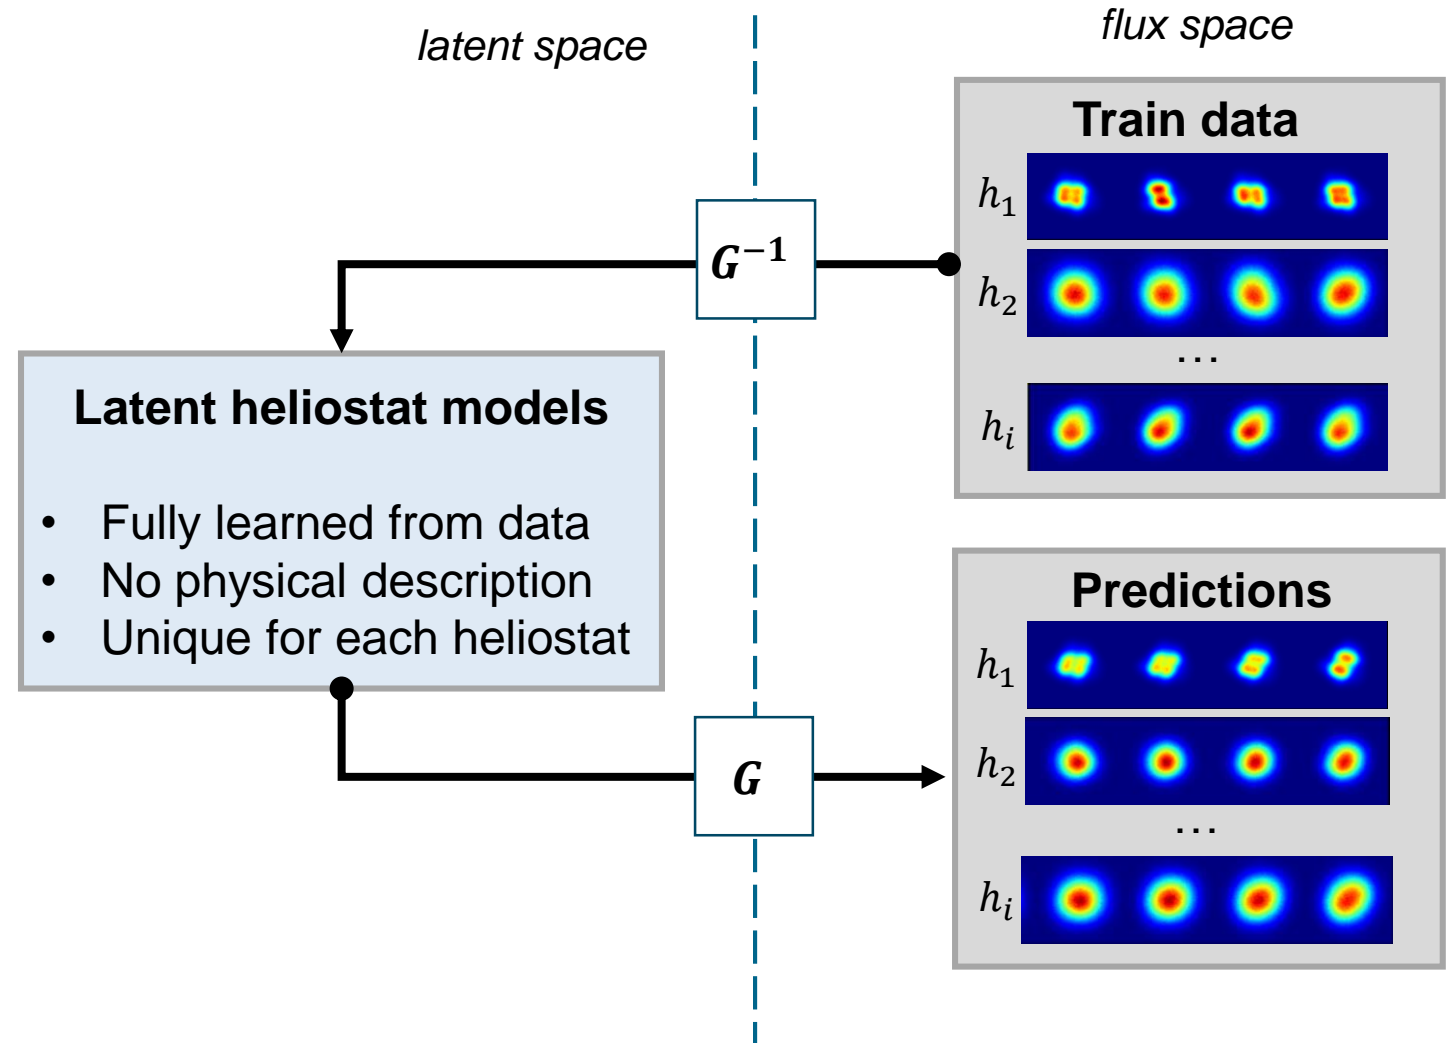 latent space
flux space
Train data
h₁
h₂
...
hᵢ
G⁻¹
Latent heliostat models
• Fully learned from data
• No physical description
• Unique for each heliostat
G
Predictions
h₁
h₂
...
hᵢ